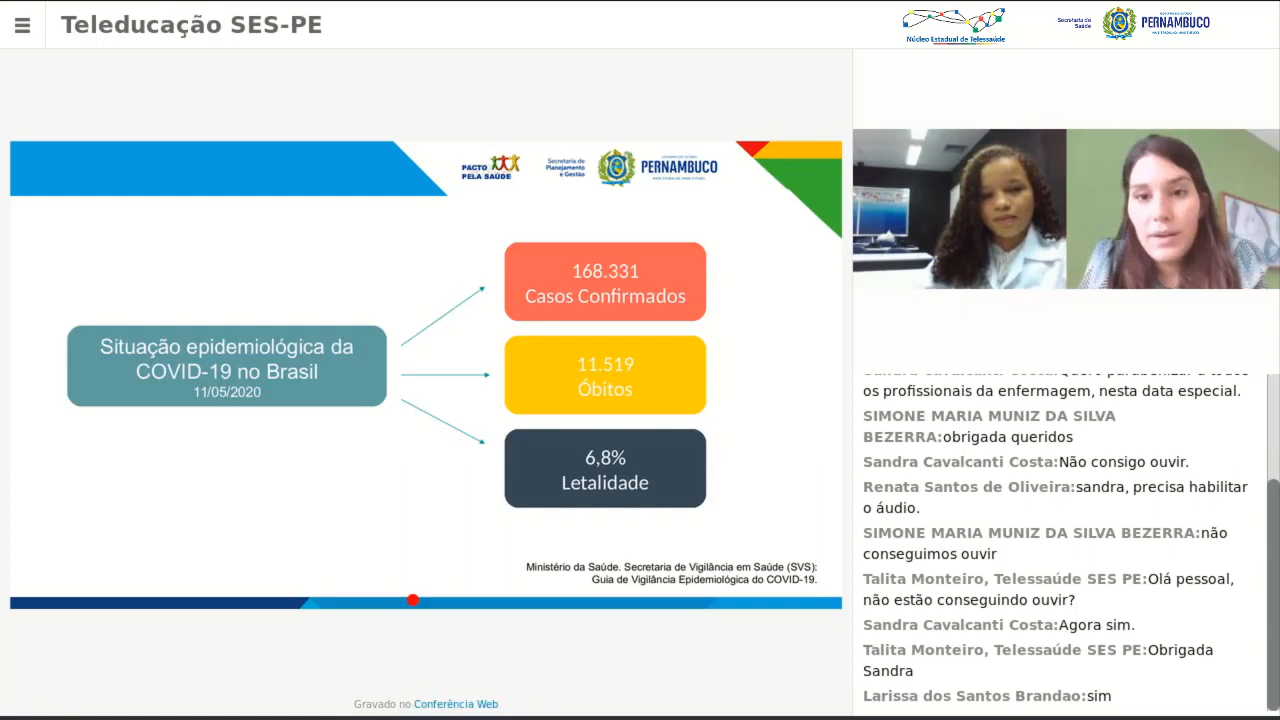 Teleducação SES-PE
Núcleo Estadual de Telessaúde
Secretaria de
Saúde
PERNAMBUCO
PACTO
PELA SAÚDE
Secretaria de
Planejamento
e Gestão
PERNAMBUCO
168.331
Casos Confirmados
Situação epidemiológica da
COVID-19 no Brasil
11/05/2020
11.519
Óbitos
6,8%
Letalidade
Ministério da Saúde. Secretaria de Vigilância em Saúde (SVS):
Guia de Vigilância Epidemiológica do COVID-19.
Gravado no Conferência Web
os profissionais da enfermagem, nesta data especial.
SIMONE MARIA MUNIZ DA SILVA
BEZERRA:obrigada queridos
Sandra Cavalcanti Costa:Não consigo ouvir.
Renata Santos de Oliveira:sandra, precisa habilitar
o áudio.
SIMONE MARIA MUNIZ DA SILVA BEZERRA:não
conseguimos ouvir
Talita Monteiro, Telessaúde SES PE:Olá pessoal,
não estão conseguindo ouvir?
Sandra Cavalcanti Costa:Agora sim.
Talita Monteiro, Telessaúde SES PE:Obrigada
Sandra
Larissa dos Santos Brandao:sim